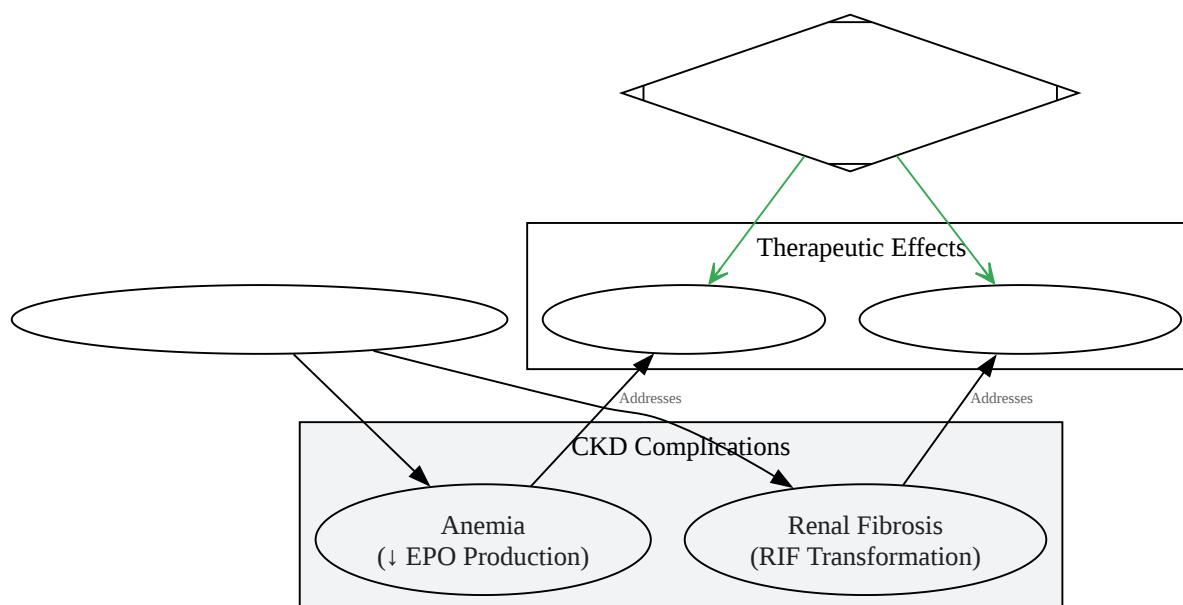 Therapeutic Effects
Addresses
Addresses
CKD Complications
Anemia
(↓ EPO Production)
Renal Fibrosis
(RIF Transformation)